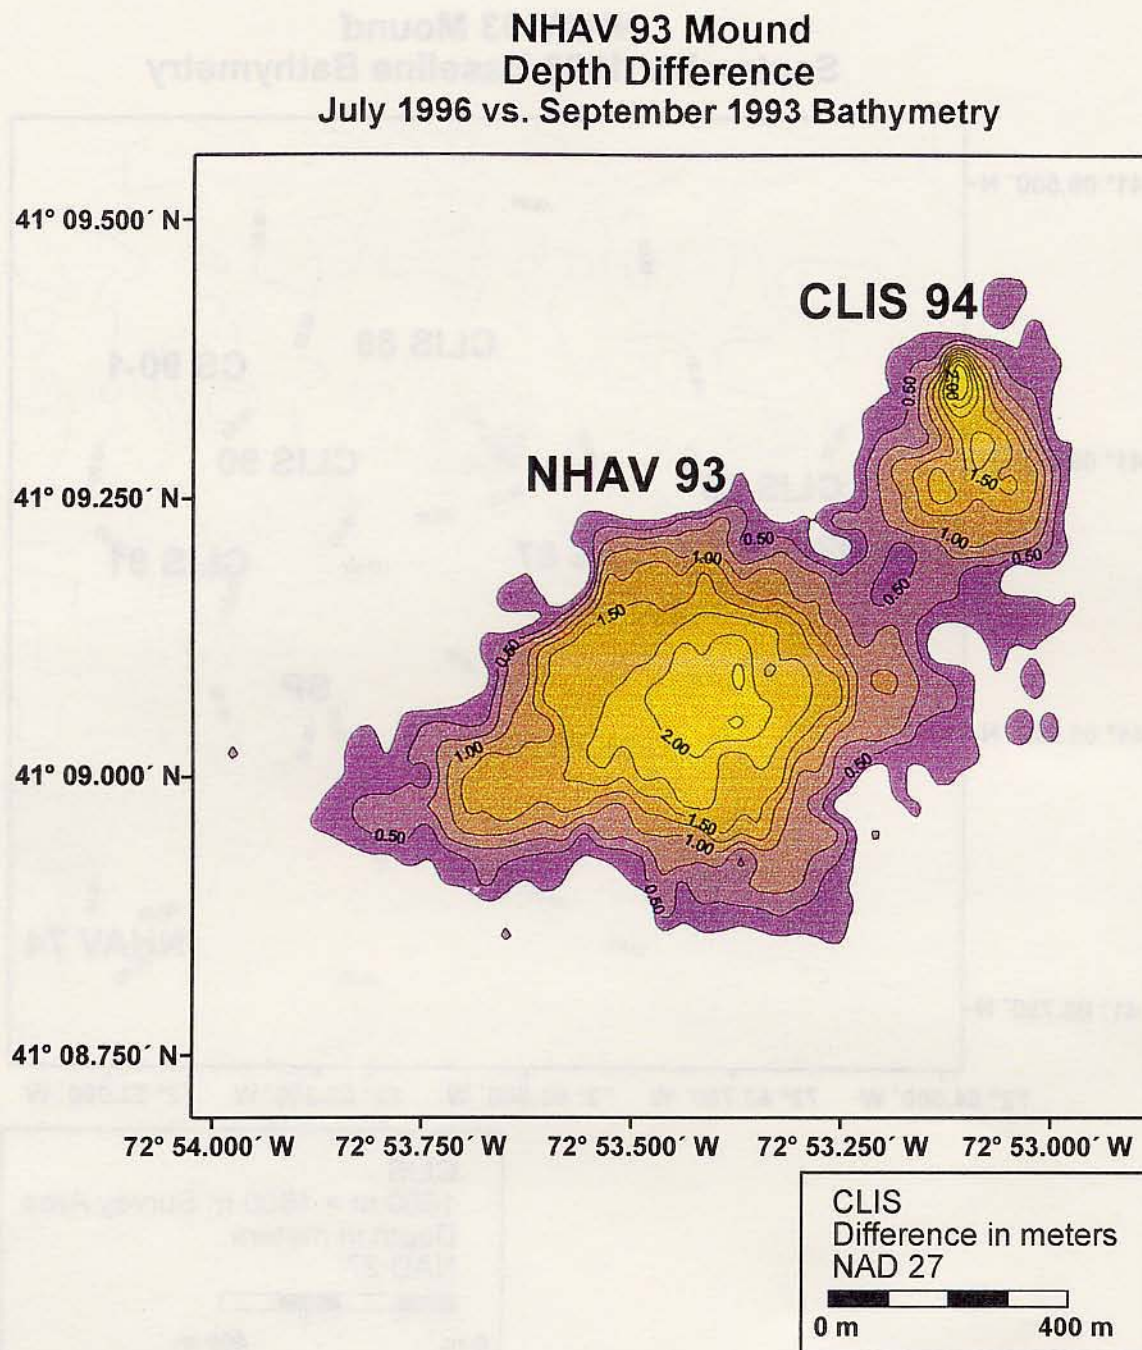 NHAV 93 Mound
Depth Difference
July 1996 vs. September 1993 Bathymetry
41° 09.500´ N
CLIS 94
0.50
2.00
NHAV 93
41° 09.250´ N
1.50
1.00
0.50
0.50
1.00
0.50
1.50
0.50
2.00
41° 09.000´ N
1.00
0.50
0.50
1.50
1.00
0.50
41° 08.750´ N
72° 54.000´ W 72° 53.750´ W 72° 53.500´ W 72° 53.250´ W 72° 53.000´ W
CLIS
Difference in meters
NAD 27
0 m 400 m